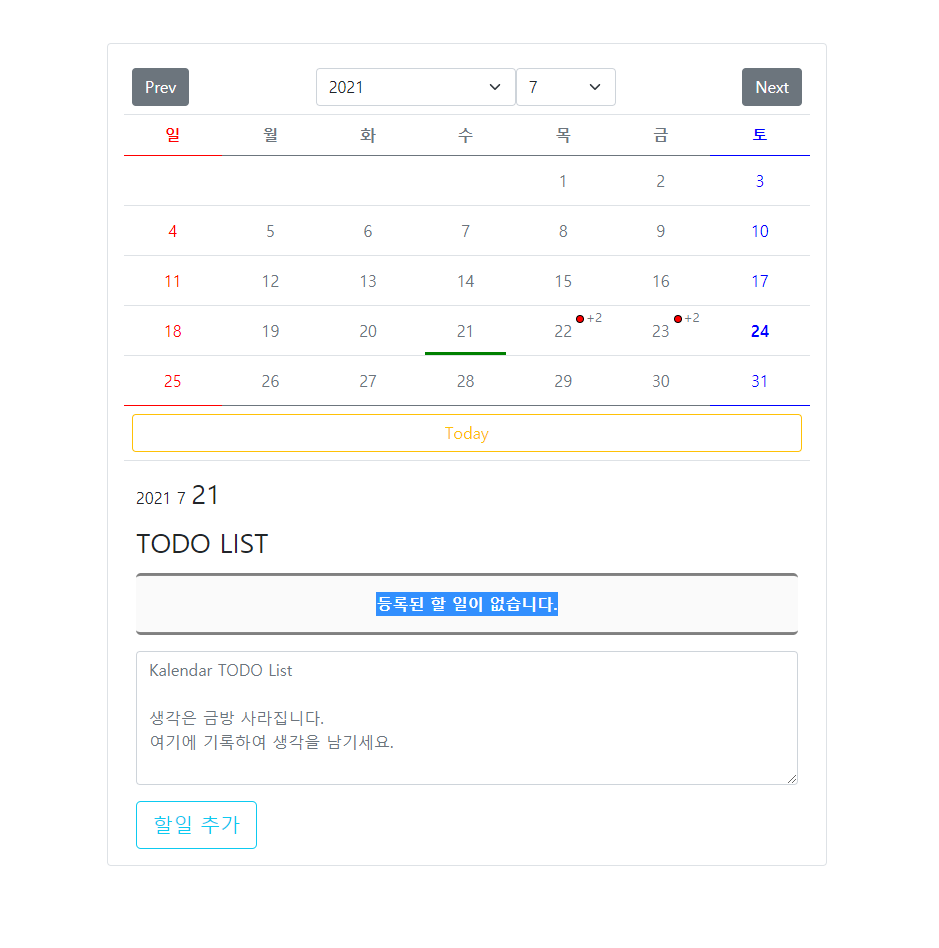 Prev 2021 7 Next
일 월 화 수 목 금 토
1 2 3
4 5 6 7 8 9 10
11 12 13 14 15 16 17
18 19 20 21 22 +2 23 +2 24
25 26 27 28 29 30 31
Today
2021 7 21
TODO LIST
등록된 할 일이 없습니다.
Kalendar TODO List
생각은 금방 사라집니다.
여기에 기록하여 생각을 남기세요.
할일 추가